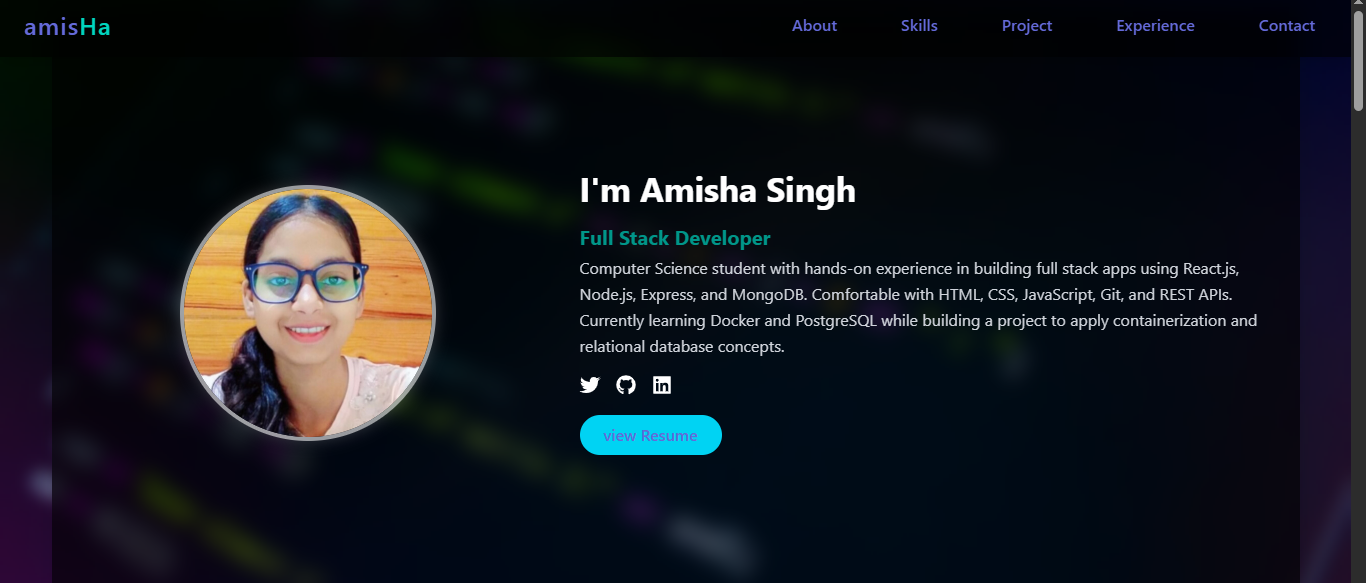 amisHa
About Skills Project Experience Contact
I'm Amisha Singh
Full Stack Developer
Computer Science student with hands-on experience in building full stack apps using React.js,
Node.js, Express, and MongoDB. Comfortable with HTML, CSS, JavaScript, Git, and REST APIs.
Currently learning Docker and PostgreSQL while building a project to apply containerization and
relational database concepts.
view Resume